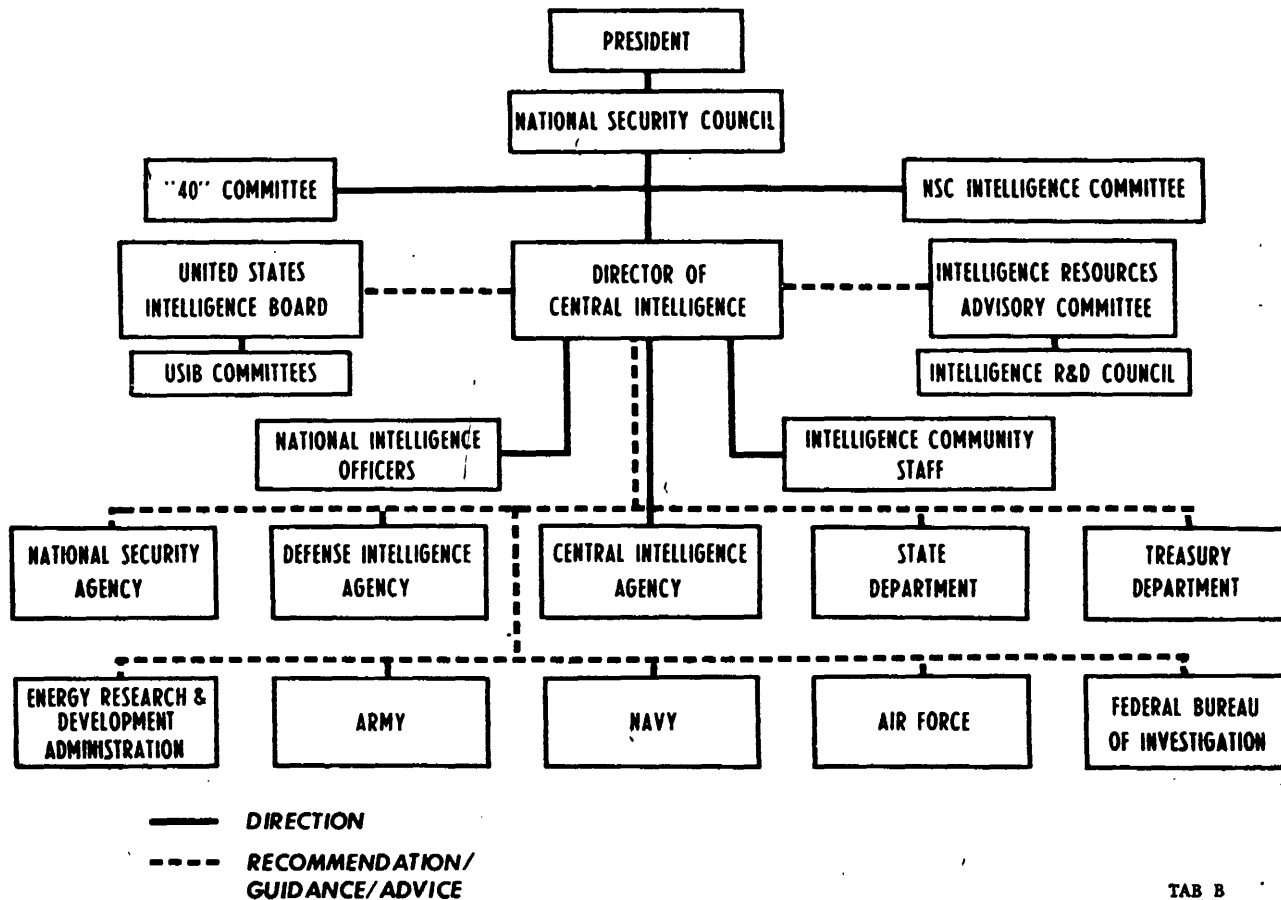 PRESIDENT
NATIONAL SECURITY COUNCIL
"40" COMMITTEE
NSC INTELLIGENCE COMMITTEE
UNITED STATES
INTELLIGENCE BOARD
DIRECTOR OF
CENTRAL INTELLIGENCE
INTELLIGENCE RESOURCES
ADVISORY COMMITTEE
USIB COMMITTEES
INTELLIGENCE R&D COUNCIL
NATIONAL INTELLIGENCE
OFFICERS
INTELLIGENCE COMMUNITY
STAFF
NATIONAL SECURITY
AGENCY
DEFENSE INTELLIGENCE
AGENCY
CENTRAL INTELLIGENCE
AGENCY
STATE
DEPARTMENT
TREASURY
DEPARTMENT
ENERGY RESEARCH &
DEVELOPMENT
ADMINISTRATION
ARMY
NAVY
AIR FORCE
FEDERAL BUREAU
OF INVESTIGATION
DIRECTION
RECOMMENDATION/
GUIDANCE/ADVICE
TAB B